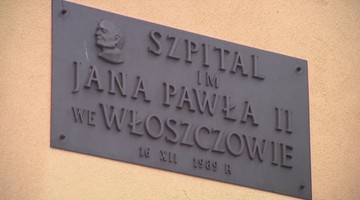 SZPITAL
IM
JANA PAWŁA II
WE WŁOSZCZOWIE
16 XII 1989 R